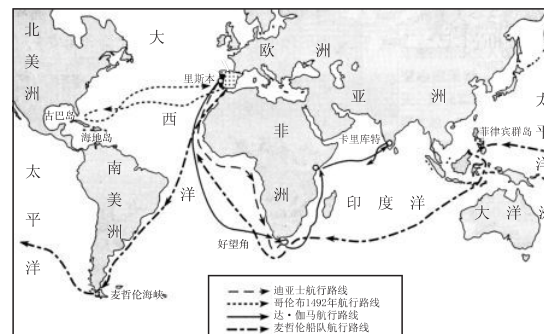 北美洲
大西洋
欧洲
亚洲
太平洋
里斯本
古巴岛
海地岛
非洲
卡里库特
菲律宾群岛
太平洋
南美洲
印度洋
大洋洲
好望角
麦哲伦海峡
迪亚士航行路线
哥伦布1492年航行路线
达·伽马航行路线
麦哲伦船队航行路线